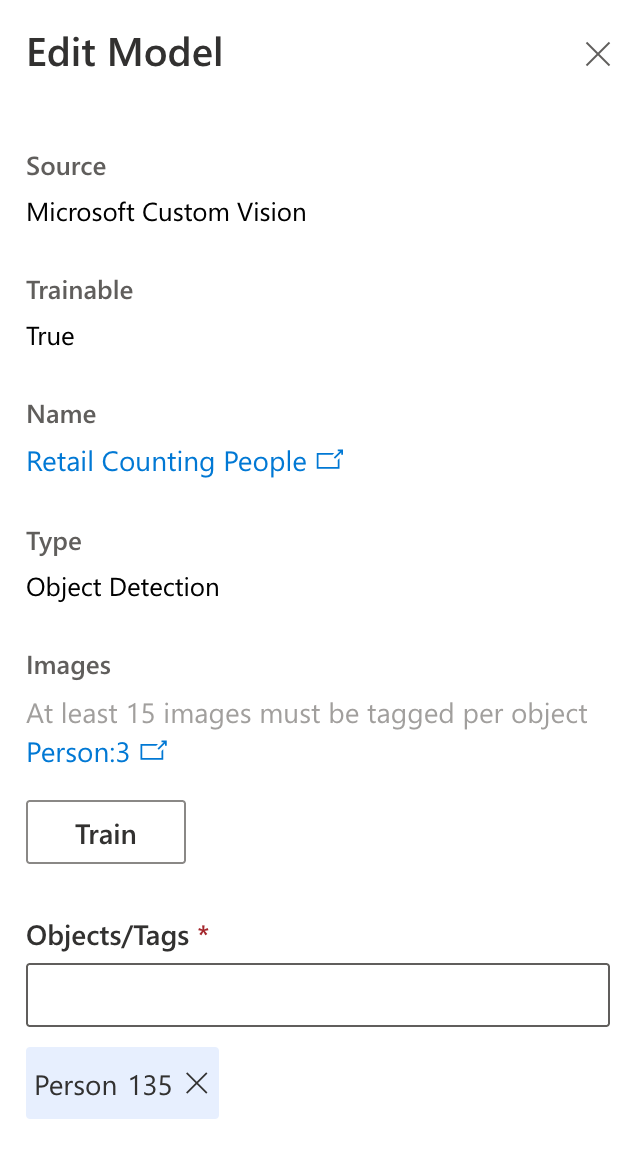 Edit Model
Source
Microsoft Custom Vision
Trainable
True
Name
Retail Counting People
Type
Object Detection
Images
At least 15 images must be tagged per object
Person:3
Train
Objects/Tags *
Person 135